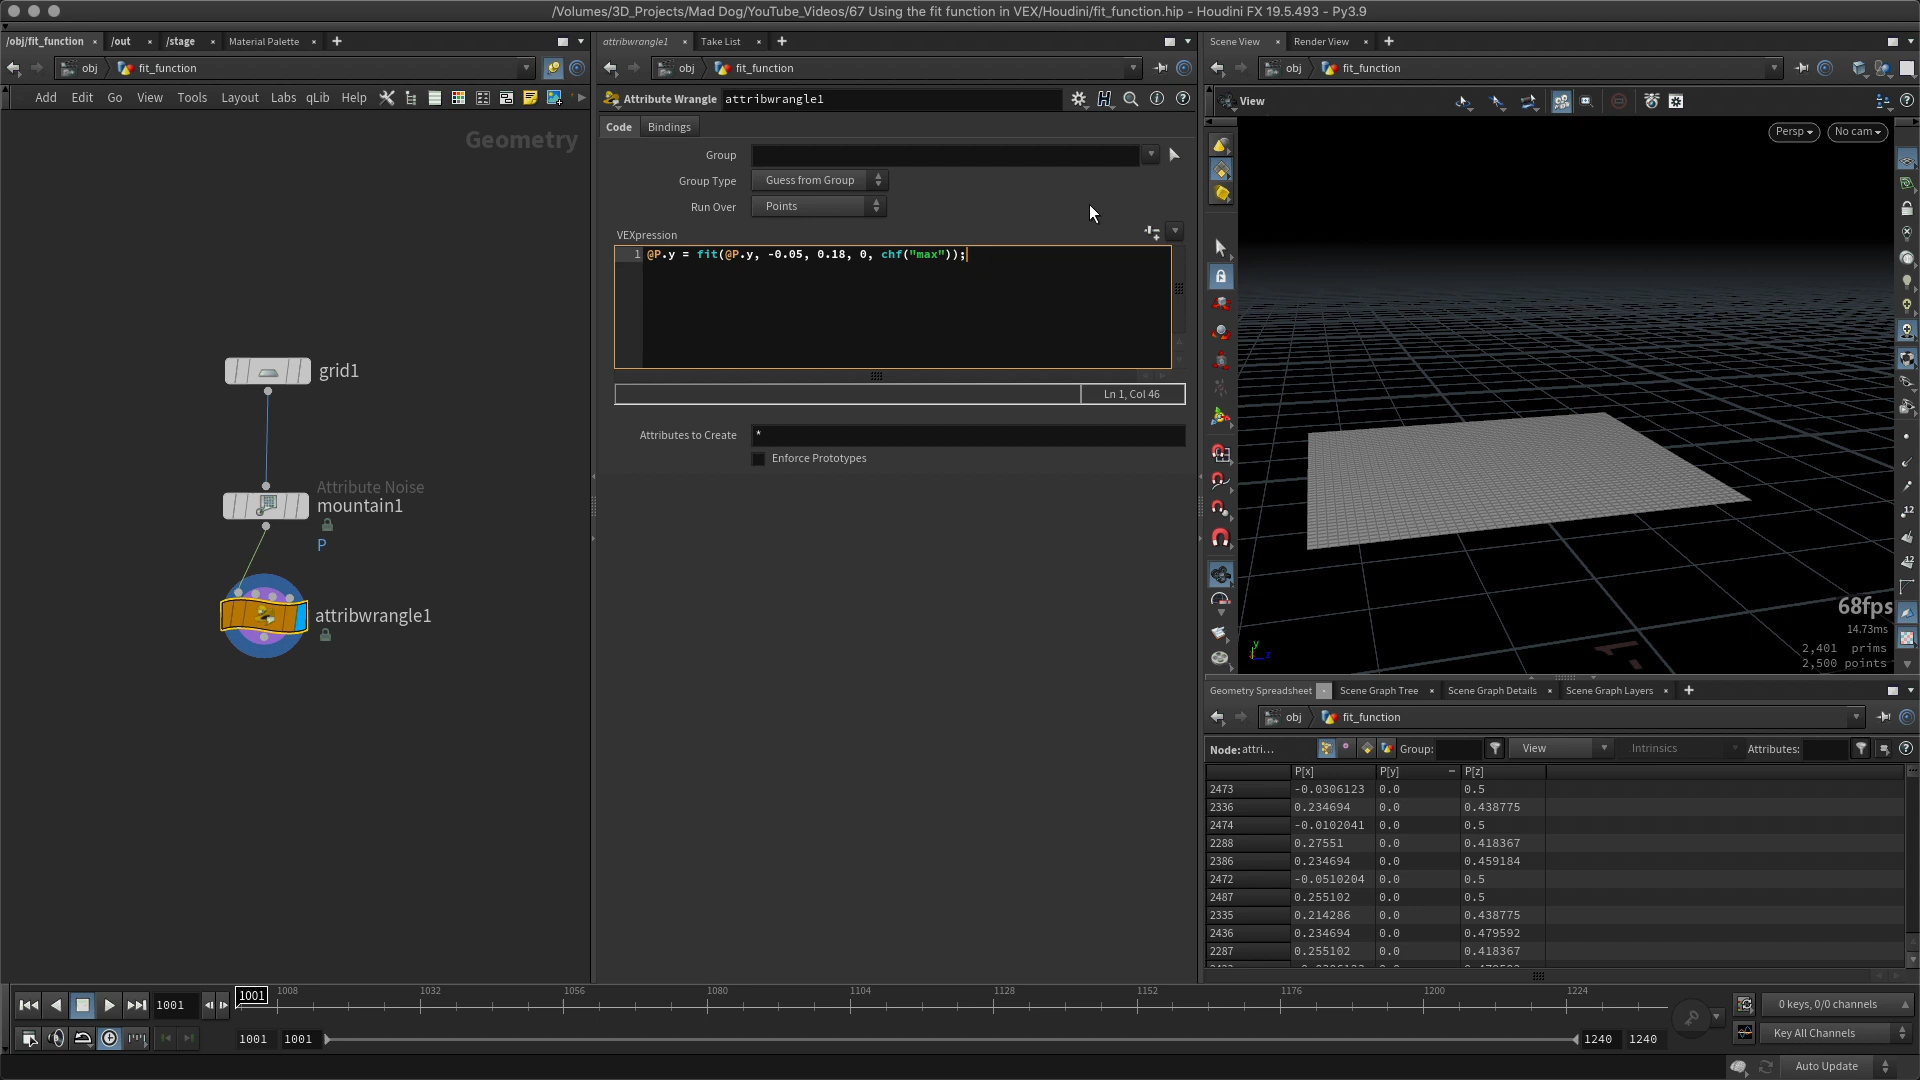 /Volumes/3D_Projects/Mad Dog/YouTube_Videos/67 Using the fit function in VEX/Houdini/fit_function.hip - Houdini FX 19.5.493 - Py3.9
/obj/fit_function × /out × /stage × Material Palette × +
obj fit_function
Add Edit Go View Tools Layout Labs qLib Help
Geometry
grid1
Attribute Noise
mountain1
P
attribwrangle1
attribwrangle1 × Take List × +
obj fit_function
Attribute Wrangle attribwrangle1
Code Bindings
Group
Group Type Guess from Group
Run Over Points
VEXpression
1 @P.y = fit(@P.y, -0.05, 0.18, 0, chf("max"));
Ln 1, Col 46
Attributes to Create *
Enforce Prototypes
Scene View × Render View × +
obj fit_function
View
Persp No cam
68fps
14.73ms
2,401 prims
2,500 points
y
z
Geometry Spreadsheet Scene Graph Tree × Scene Graph Details × Scene Graph Layers × +
obj fit_function
Node: attri... Group: View Intrinsics Attributes:
P[x] P[y] P[z]
2473 -0.0306123 0.0 0.5
2336 0.234694 0.0 0.438775
2474 -0.0102041 0.0 0.5
2288 0.27551 0.0 0.418367
2386 0.234694 0.0 0.459184
2472 -0.0510204 0.0 0.5
2487 0.255102 0.0 0.5
2335 0.214286 0.0 0.438775
2436 0.234694 0.0 0.479592
2287 0.255102 0.0 0.418367
1001 1001 1008 1032 1056 1080 1104 1128 1152 1176 1200 1224
0 keys, 0/0 channels
1001 1001 1240 1240
Key All Channels
Auto Update